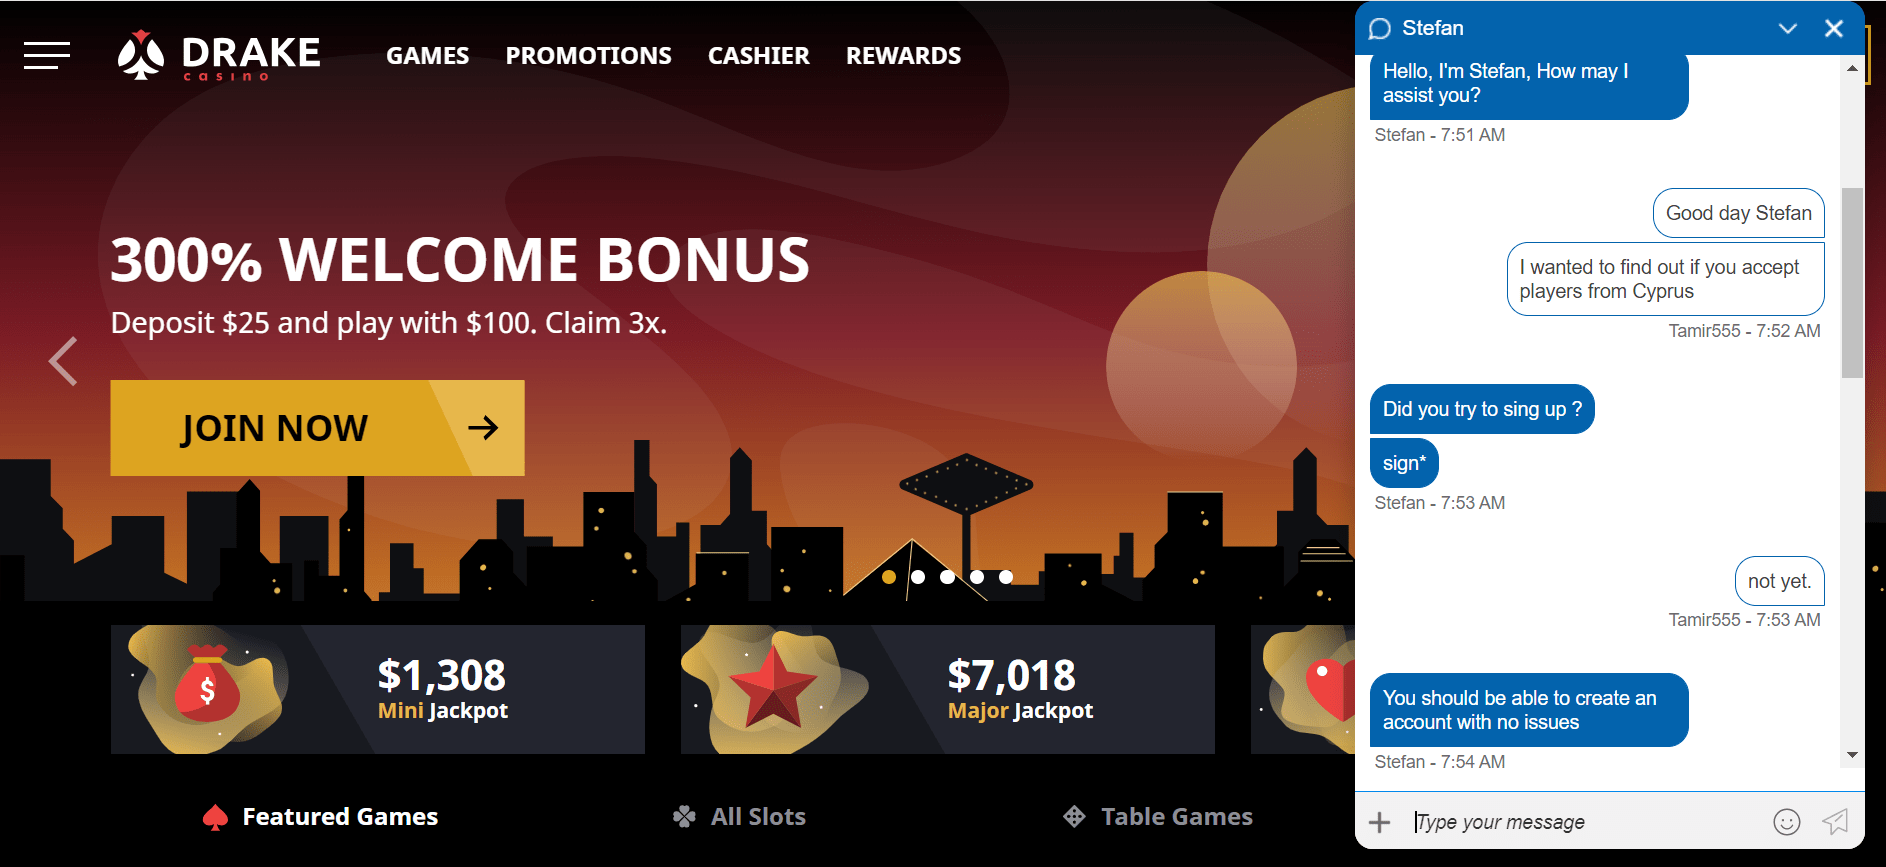 DRAKE
casino
GAMES
PROMOTIONS
CASHIER
REWARDS
300% WELCOME BONUS
Deposit $25 and play with $100. Claim 3x.
JOIN NOW
$
$1,308
Mini Jackpot
$7,018
Major Jackpot
Featured Games
All Slots
Table Games
Stefan
Hello, I'm Stefan, How may I
assist you?
Stefan - 7:51 AM
Good day Stefan
I wanted to find out if you accept
players from Cyprus
Tamir555 - 7:52 AM
Did you try to sing up ?
sign*
Stefan - 7:53 AM
not yet.
Tamir555 - 7:53 AM
You should be able to create an
account with no issues
Stefan - 7:54 AM
Type your message